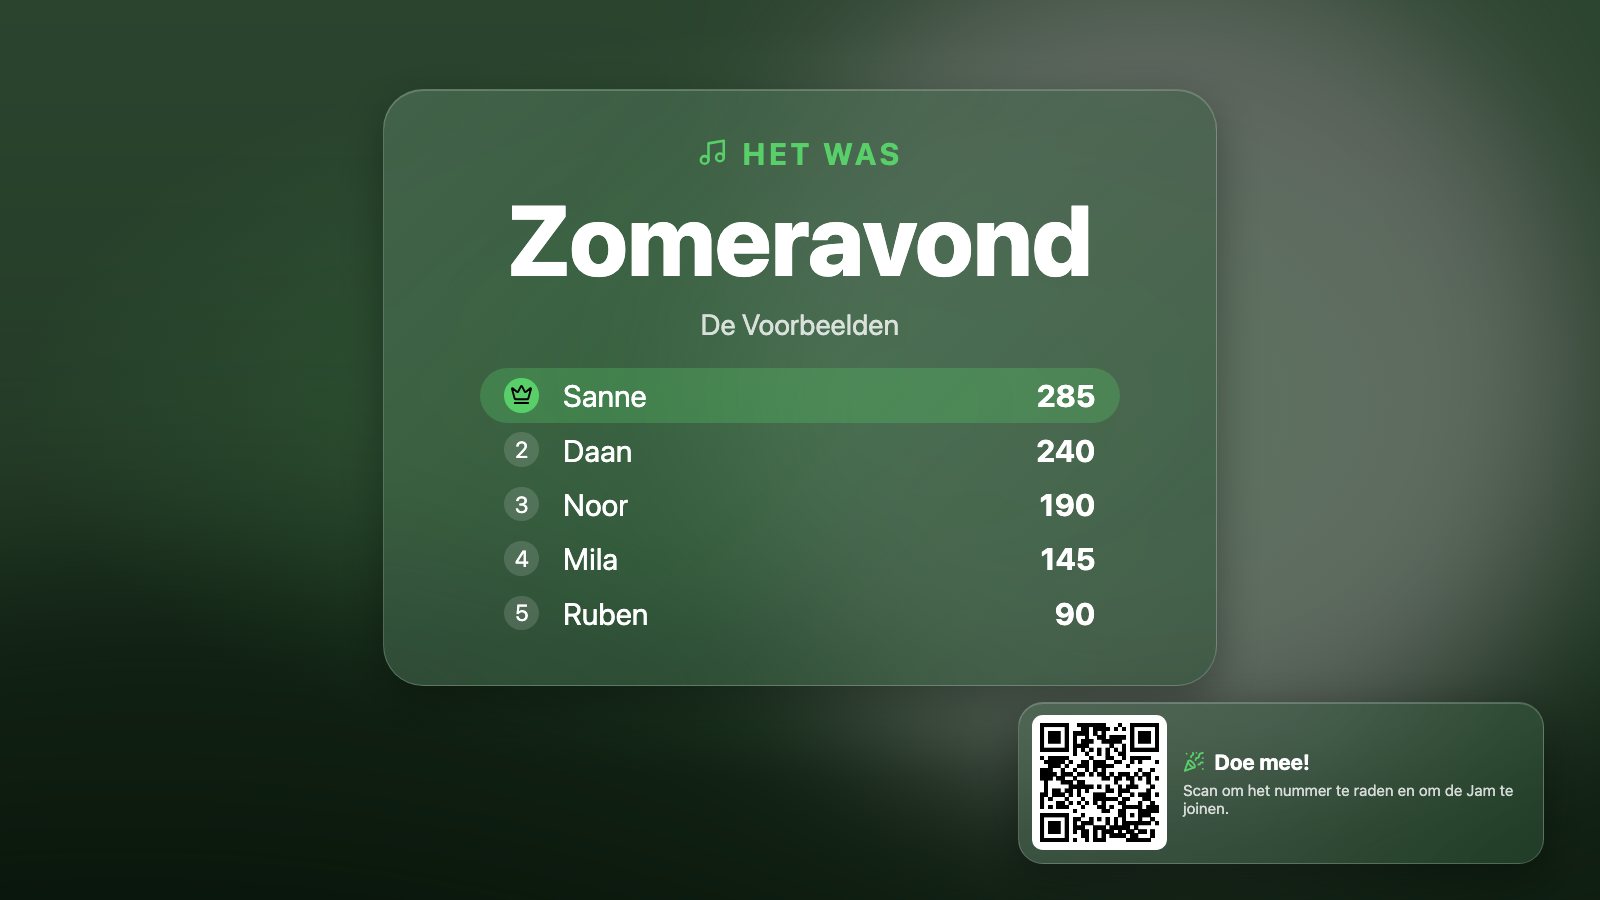 HET WAS
Zomeravond
De Voorbeelden
Sanne 285
2 Daan 240
3 Noor 190
4 Mila 145
5 Ruben 90
Doe mee!
Scan om het nummer te raden en om de Jam te
joinen.